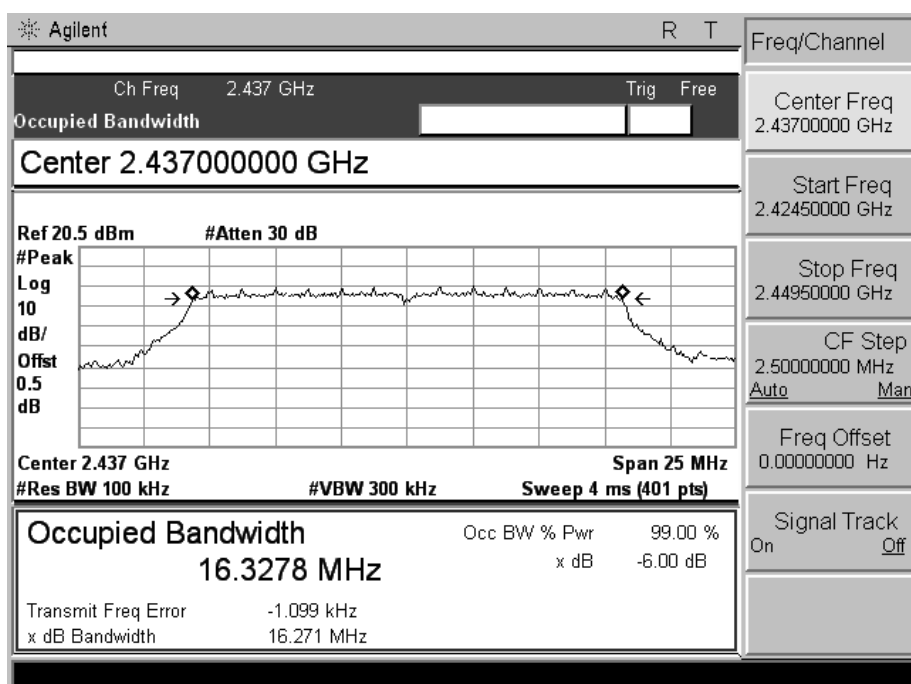 Agilent R T
Ch Freq 2.437 GHz Trig Free
Occupied Bandwidth
Center 2.437000000 GHz
Ref 20.5 dBm #Atten 30 dB
#Peak
Log
10
dB/
Offst
0.5
dB
Center 2.437 GHz Span 25 MHz
#Res BW 100 kHz #VBW 300 kHz Sweep 4 ms (401 pts)
Occupied Bandwidth Occ BW % Pwr 99.00 %
16.3278 MHz x dB -6.00 dB
Transmit Freq Error -1.099 kHz
x dB Bandwidth 16.271 MHz
Freq/Channel
Center Freq
2.43700000 GHz
Start Freq
2.42450000 GHz
Stop Freq
2.44950000 GHz
CF Step
2.50000000 MHz
Auto Man
Freq Offset
0.00000000 Hz
Signal Track
On Off